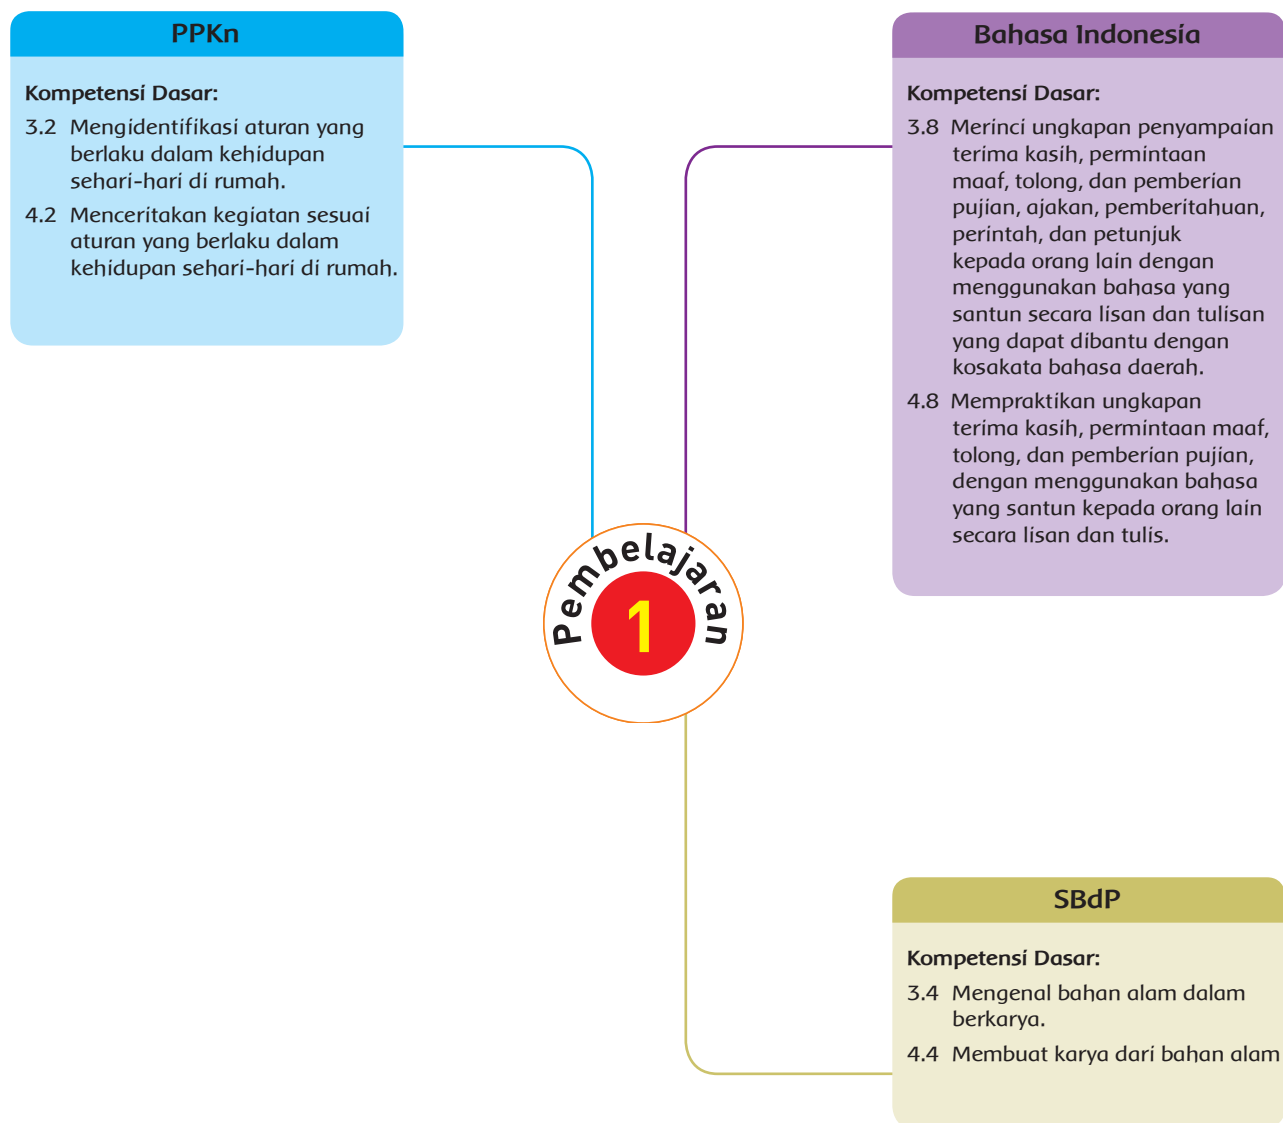 PPKn
Kompetensi Dasar:
3.2 Mengidentifikasi aturan yang
berlaku dalam kehidupan
sehari-hari di rumah.
4.2 Menceritakan kegiatan sesuai
aturan yang berlaku dalam
kehidupan sehari-hari di rumah.
Bahasa Indonesia
Kompetensi Dasar:
3.8 Merinci ungkapan penyampaian
terima kasih, permintaan
maaf, tolong, dan pemberian
pujian, ajakan, pemberitahuan,
perintah, dan petunjuk
kepada orang lain dengan
menggunakan bahasa yang
santun secara lisan dan tulisan
yang dapat dibantu dengan
kosakata bahasa daerah.
4.8 Mempraktikan ungkapan
terima kasih, permintaan maaf,
tolong, dan pemberian pujian,
dengan menggunakan bahasa
yang santun kepada orang lain
secara lisan dan tulis.
Pembelajaran
1
SBdP
Kompetensi Dasar:
3.4 Mengenal bahan alam dalam
berkarya.
4.4 Membuat karya dari bahan alam